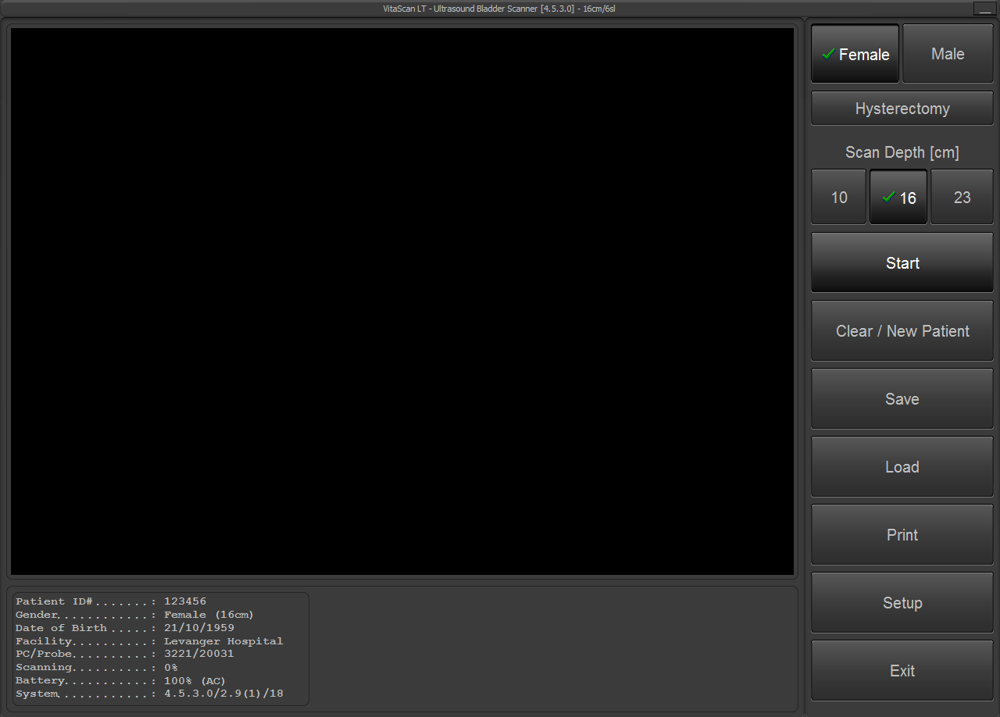 VitaScan LT - Ultrasound Bladder Scanner [4.5.3.0] - 16cm/6sl
Female Male
Hysterectomy
Scan Depth [cm]
10 16 23
Start
Clear / New Patient
Save
Load
Print
Setup
Exit
Patient ID#.......: 123456
Gender............: Female (16cm)
Date of Birth.....: 21/10/1959
Facility..........: Levanger Hospital
PC/Probe..........: 3221/20031
Scanning..........: 0%
Battery...........: 100% (AC)
System............: 4.5.3.0/2.9(1)/18